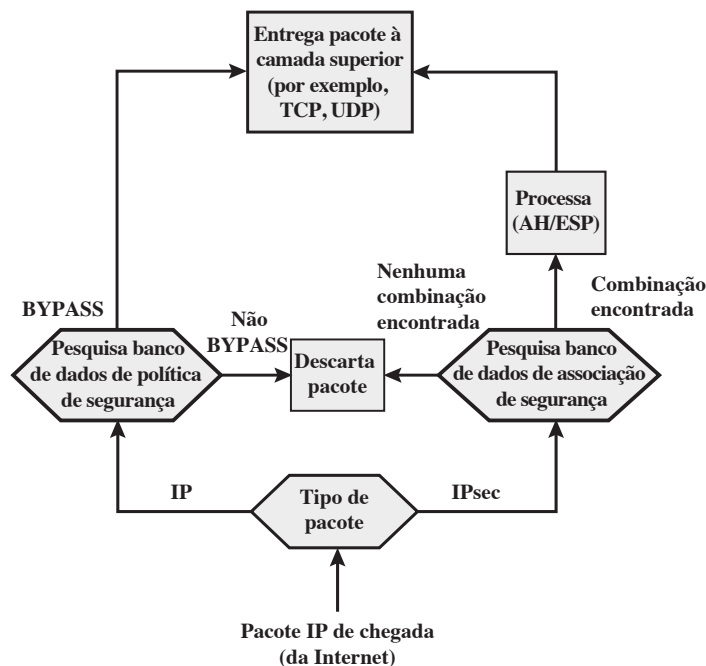 Entrega pacote à
camada superior
(por exemplo,
TCP, UDP)
Processa
(AH/ESP)
BYPASS
Não
BYPASS
Nenhuma
combinação
encontrada
Combinação
encontrada
Pesquisa banco
de dados de política
de segurança
Descarta
pacote
Pesquisa banco
de dados de associação
de segurança
IP
Tipo de
pacote
IPsec
Pacote IP de chegada
(da Internet)